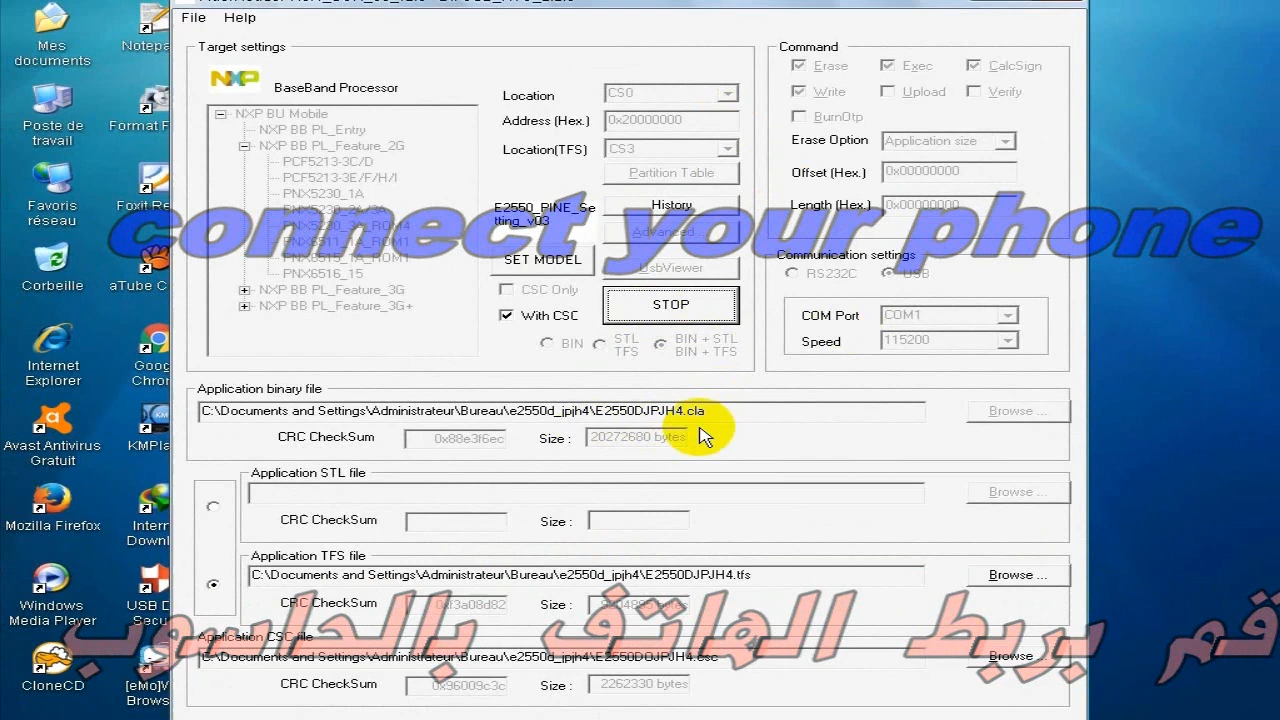 File Help
Mes documents
Poste de travail
Favoris réseau
Corbeille
Internet Explorer
Avast Antivirus Gratuit
Mozilla Firefox
Windows Media Player
CloneCD
Notepa
Format F
Foxit Re
aTube C
Goog
Chron
KMPla
Intern
Downl
USB D
Secu
[eMo]V
Brows
Target settings
NXP
BaseBand Processor
NXP BU Mobile
NXP BB PL_Entry
NXP BB PL_Feature_2G
PCF5213-3C/D
PCF5213-3E/F/H/I
PNX5230_1A
NXP BB PL_Feature_3G
NXP BB PL_Feature_3G+
PNX6516_15
Location CS0
Address (Hex.) 0x20000000
Location(TFS) CS3
Partition Table
E2550_PINE_Se
tting_v03
History
Advanced...
SET MODEL
UsbViewer
CSC Only
With CSC
STOP
BIN
STL
TFS
BIN + STL
BIN + TFS
Command
Erase Exec CalcSign
Write Upload Verify
BurnOtp
Erase Option Application size
Offset (Hex.) 0x00000000
Length (Hex.) 0x00000000
Communication settings
RS232C USB
COM Port COM1
Speed 115200
connect your phone
Application binary file
C:\Documents and Settings\Administrateur\Bureau\e2550d_jpjh4\E2550DJPJH4.cla
Browse ...
CRC CheckSum 0x88e3f6ec Size : 20272680 bytes
Application STL file
Browse ...
CRC CheckSum Size :
Application TFS file
C:\Documents and Settings\Administrateur\Bureau\e2550d_jpjh4\E2550DJPJH4.tfs
Browse ...
CRC CheckSum 0xf3a08d82 Size :
قم بربط الهاتف بالحاسوب
Application CSC file
C:\Documents and Settings\Administrateur\Bureau\e2550d_jpjh4\E2550DOJPJH4.csc
Browse ...
CRC CheckSum 0x96009c3c Size : 2262330 bytes